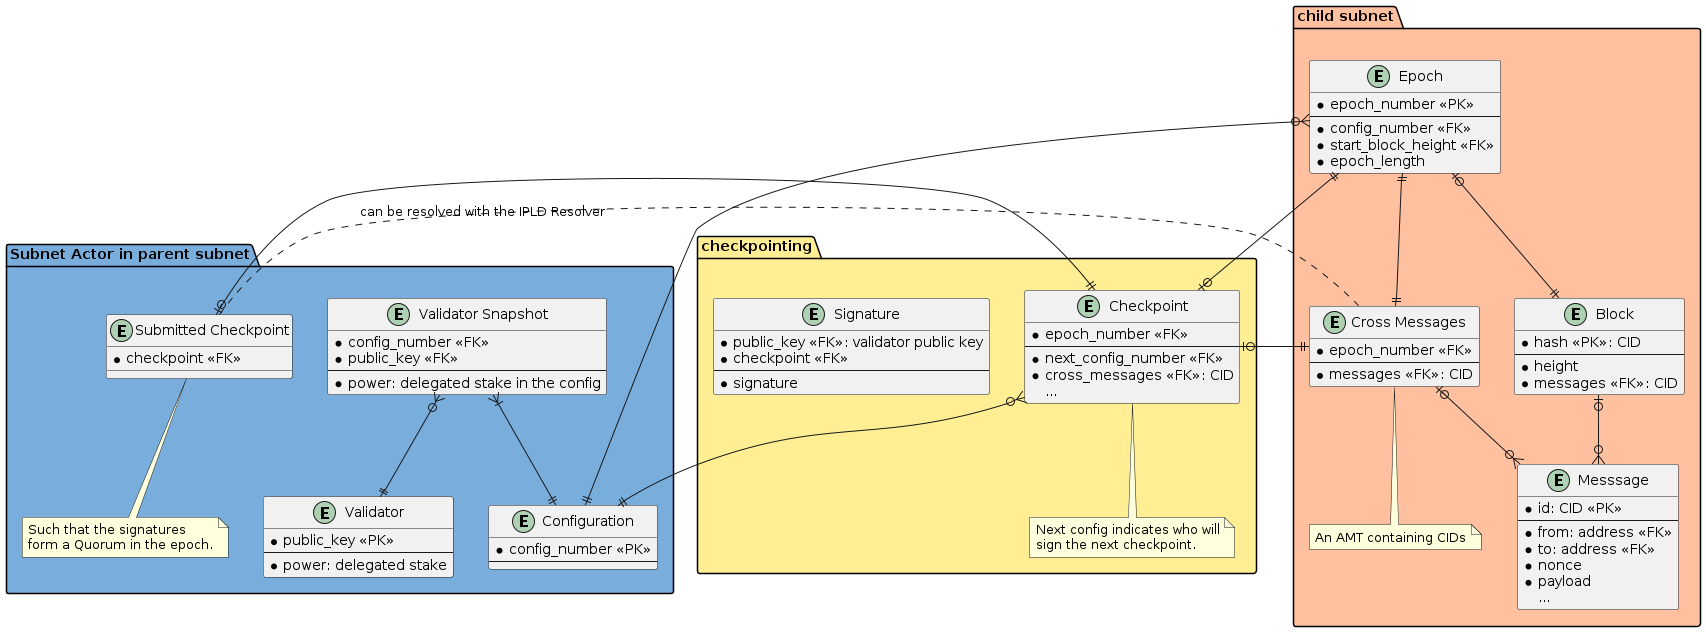 child subnet
E Epoch
epoch_number «PK»
config_number «FK»
start_block_height «FK»
epoch_length
can be resolved with the IPLD Resolver
Subnet Actor in parent subnet
E Submitted Checkpoint
checkpoint «FK»
E Validator Snapshot
config_number «FK»
public_key «FK»
power: delegated stake in the config
Such that the signatures
form a Quorum in the epoch.
E Validator
public_key «PK»
power: delegated stake
E Configuration
config_number «PK»
checkpointing
E Signature
public_key «FK»: validator public key
checkpoint «FK»
signature
E Checkpoint
epoch_number «FK»
next_config_number «FK»
cross_messages «FK»: CID
...
Next config indicates who will
sign the next checkpoint.
E Cross Messages
epoch_number «FK»
messages «FK»: CID
E Block
hash «PK»: CID
height
messages «FK»: CID
An AMT containing CIDs
E Messsage
id: CID «PK»
from: address «FK»
to: address «FK»
nonce
payload
...